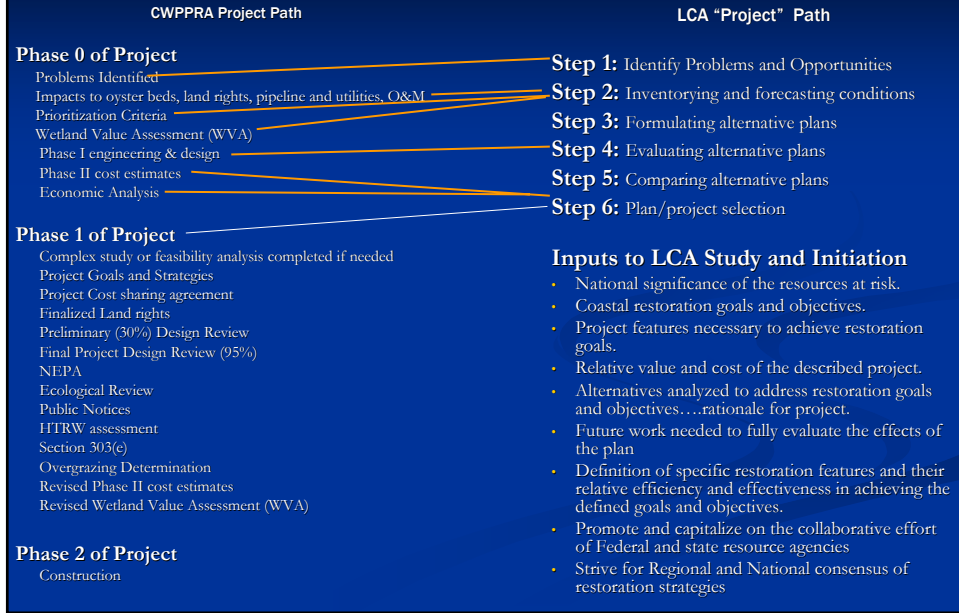 CWPPRA Project Path
Phase 0 of Project
Problems Identified
Impacts to oyster beds, land rights, pipeline and utilities, O&M
Prioritization Criteria
Wetland Value Assessment (WVA)
Phase I engineering & design
Phase II cost estimates
Economic Analysis
Phase 1 of Project
Complex study or feasibility analysis completed if needed
Project Goals and Strategies
Project Cost sharing agreement
Finalized Land rights
Preliminary (30%) Design Review
Final Project Design Review (95%)
NEPA
Ecological Review
Public Notices
HTRW assessment
Section 303(e)
Overgrazing Determination
Revised Phase II cost estimates
Revised Wetland Value Assessment (WVA)
Phase 2 of Project
Construction
LCA “Project” Path
Step 1: Identify Problems and Opportunities
Step 2: Inventorying and forecasting conditions
Step 3: Formulating alternative plans
Step 4: Evaluating alternative plans
Step 5: Comparing alternative plans
Step 6: Plan/project selection
Inputs to LCA Study and Initiation
• National significance of the resources at risk.
• Coastal restoration goals and objectives.
• Project features necessary to achieve restoration
goals.
• Relative value and cost of the described project.
• Alternatives analyzed to address restoration goals
and objectives….rationale for project.
• Future work needed to fully evaluate the effects of
the plan
• Definition of specific restoration features and their
relative efficiency and effectiveness in achieving the
defined goals and objectives.
• Promote and capitalize on the collaborative effort
of Federal and state resource agencies
• Strive for Regional and National consensus of
restoration strategies